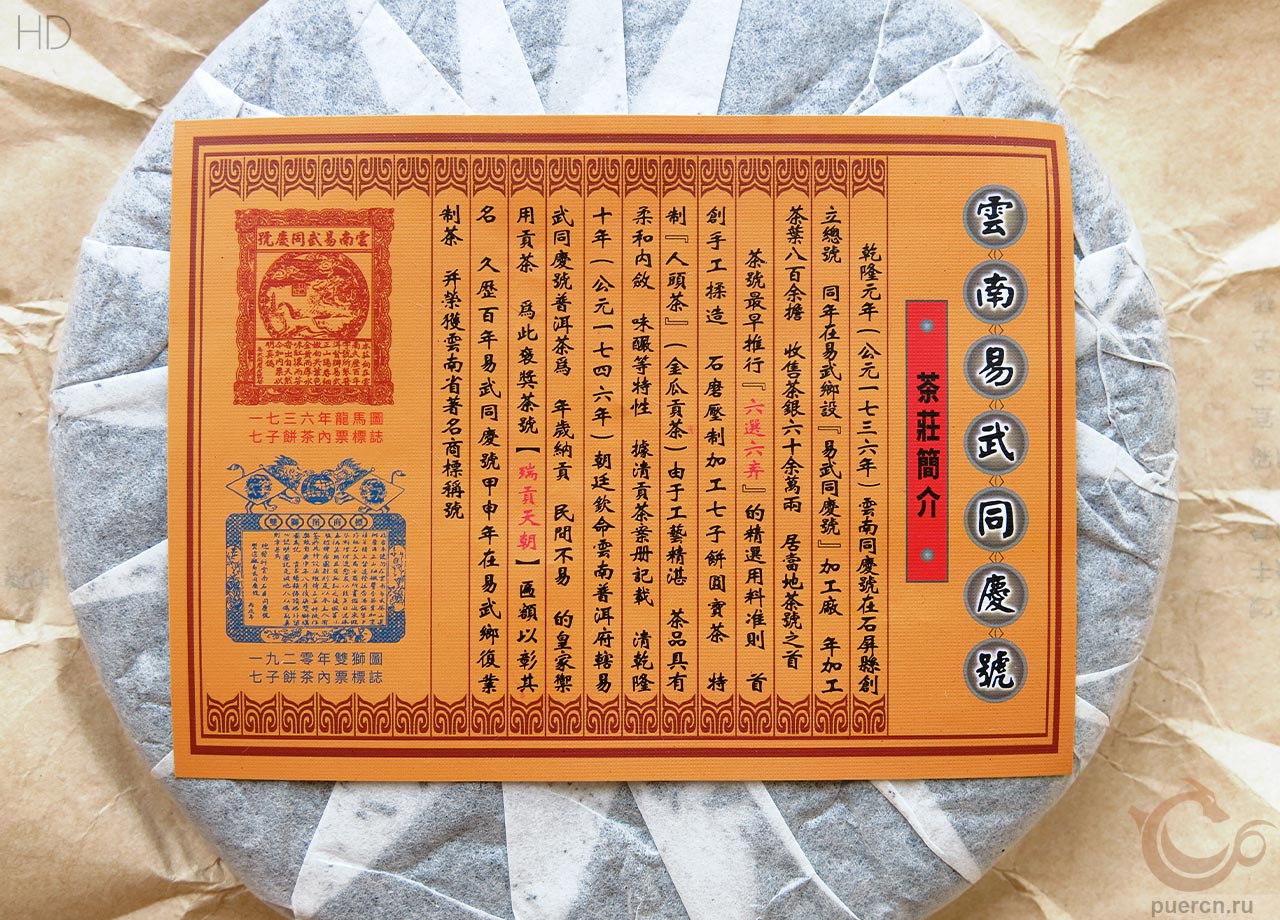 HD
雲南易武同慶號
茶莊簡介
乾隆元年(公元一七三六年)雲南同慶號在石屏縣創
立總號 同年在易武鄉設『易武同慶號』加工廠 年加工
茶葉八百余擔 收售茶銀六十余萬兩 居當地茶號之首
茶號最早推行『六選六弃』的精選用料准則 首
創手工揉造 石磨壓制加工七子餅圓寶茶 特
制『人頭茶』(金瓜貢茶)由于工藝精湛 茶品具有
柔和内斂 味釅等特性 據清貢茶案册記載 清乾隆
十年(公元一七四六年)朝廷欽命雲南普洱府轄易
武同慶號普洱茶爲 年歲納貢 民間不易 的皇家禦
用貢茶 爲此褒獎茶號【瑞貢天朝】匾額以彰其
名 久歷百年易武同慶號甲申年在易武鄉復業
制茶 并榮獲雲南省著名商標稱號
雲南易武同慶號
一七三六年龍馬圖
七子餅茶內票標誌
一九二零年雙獅圖
七子餅茶內票標誌
puercn.ru